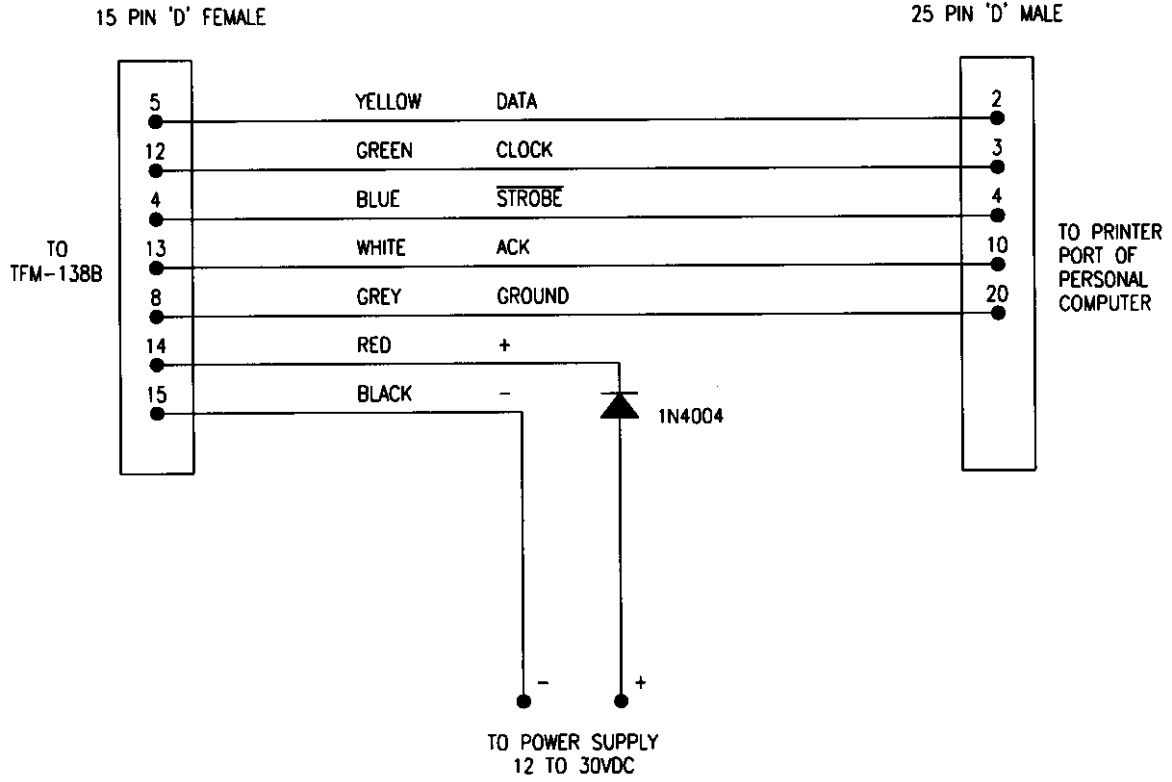 15 PIN 'D' FEMALE
25 PIN 'D' MALE
5 YELLOW DATA 2
12 GREEN CLOCK 3
4 BLUE STROBE 4
13 WHITE ACK 10
8 GREY GROUND 20
14 RED +
15 BLACK -
TO
TFM-138B
TO PRINTER
PORT OF
PERSONAL
COMPUTER
1N4004
- +
TO POWER SUPPLY
12 TO 30VDC